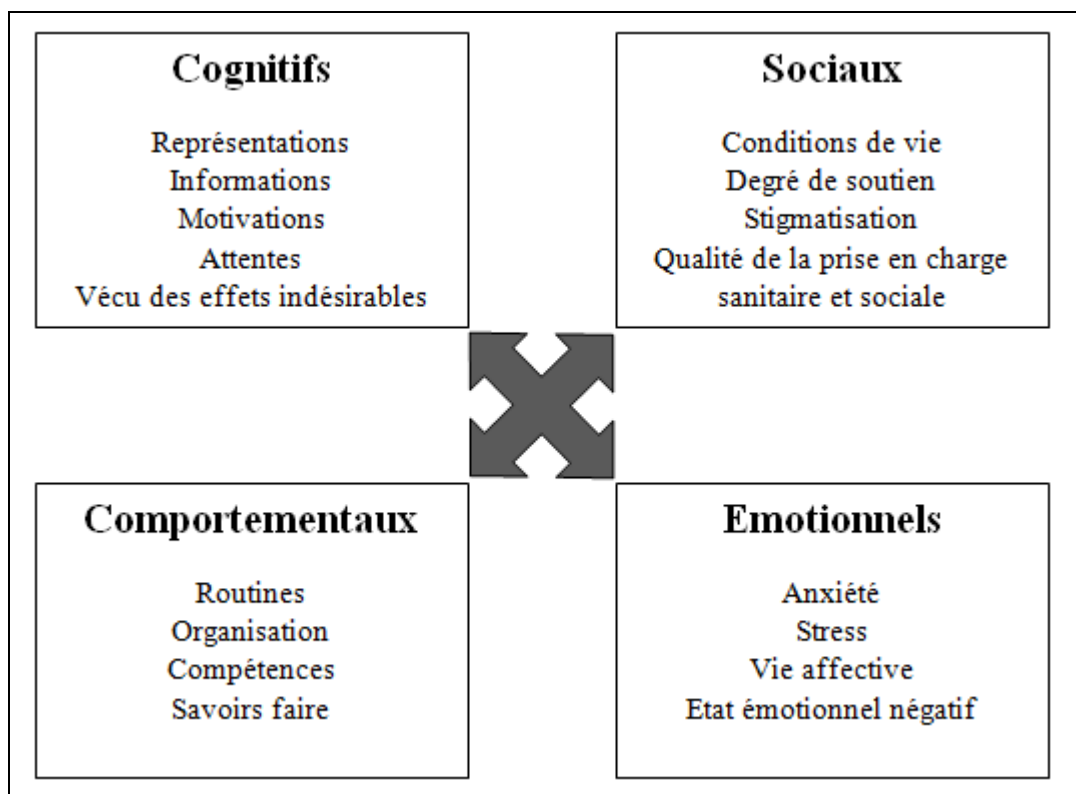 Cognitifs
Représentations
Informations
Motivations
Attentes
Vécu des effets indésirables
Sociaux
Conditions de vie
Degré de soutien
Stigmatisation
Qualité de la prise en charge
sanitaire et sociale
Comportementaux
Routines
Organisation
Compétences
Savoirs faire
Emotionnels
Anxiété
Stress
Vie affective
Etat émotionnel négatif